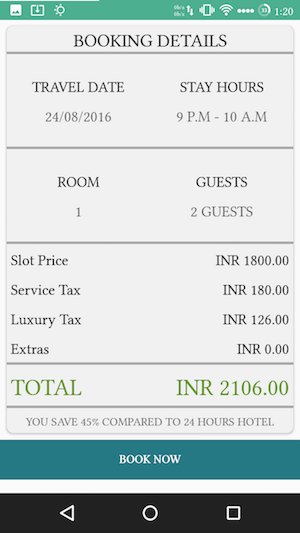 1:20
BOOKING DETAILS
TRAVEL DATE STAY HOURS
24/08/2016 9 P.M - 10 A.M
ROOM GUESTS
1 2 GUESTS
Slot Price INR 1800.00
Service Tax INR 180.00
Luxury Tax INR 126.00
Extras INR 0.00
TOTAL INR 2106.00
YOU SAVE 45% COMPARED TO 24 HOURS HOTEL
BOOK NOW